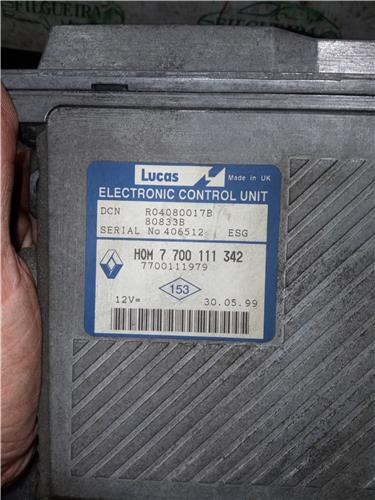 FILGUEIRA
Lucas Made in UK
ELECTRONIC CONTROL UNIT
DCN R04080017B
80833B
SERIAL No 406512 ESG
HOM 7 700 111 342
7700111979
153
12V= 30.05.99